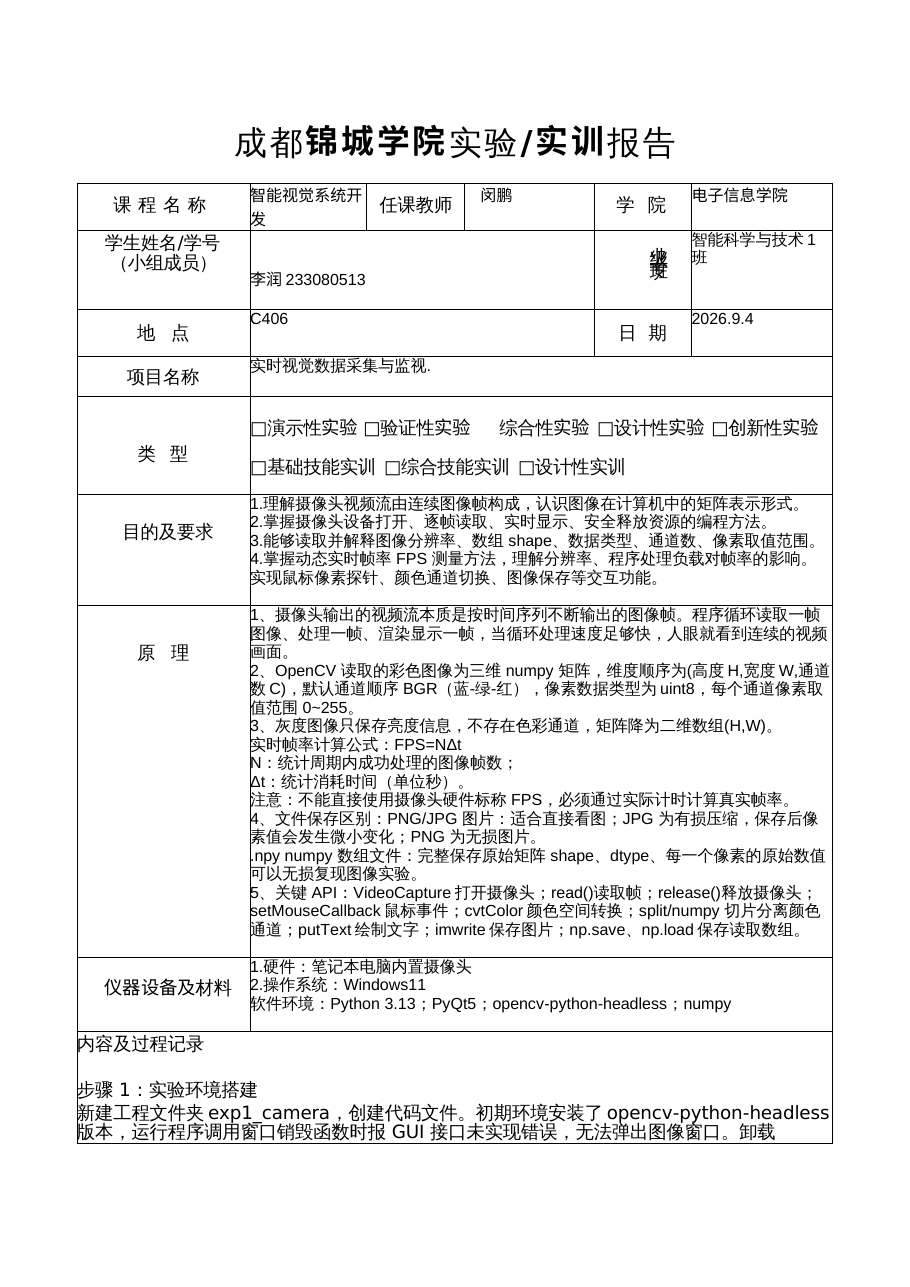 成都锦城学院实验/实训报告
课 程 名 称 智能视觉系统开发 任课教师 闵鹏 学 院 电子信息学院
学生姓名/学号
（小组成员）
李润 233080513
智能科学与技术 1
班
地 点 C406 日 期 2026.9.4
项目名称 实时视觉数据采集与监视.
类 型
□演示性实验 □验证性实验 综合性实验 □设计性实验 □创新性实验
□基础技能实训 □综合技能实训 □设计性实训
目的及要求
1.理解摄像头视频流由连续图像帧构成，认识图像在计算机中的矩阵表示形式。
2.掌握摄像头设备打开、逐帧读取、实时显示、安全释放资源的编程方法。
3.能够读取并解释图像分辨率、数组 shape、数据类型、通道数、像素取值范围。
4.掌握动态实时帧率 FPS 测量方法，理解分辨率、程序处理负载对帧率的影响。
实现鼠标像素探针、颜色通道切换、图像保存等交互功能。
原 理
1、摄像头输出的视频流本质是按时间序列不断输出的图像帧。程序循环读取一帧
图像、处理一帧、渲染显示一帧，当循环处理速度足够快，人眼就看到连续的视频
画面。
2、OpenCV 读取的彩色图像为三维 numpy 矩阵，维度顺序为(高度 H,宽度 W,通道
数 C)，默认通道顺序 BGR（蓝-绿-红），像素数据类型为 uint8，每个通道像素取
值范围 0~255。
3、灰度图像只保存亮度信息，不存在色彩通道，矩阵降为二维数组(H,W)。
实时帧率计算公式：FPS=NΔt
N：统计周期内成功处理的图像帧数；
Δt：统计消耗时间（单位秒）。
注意：不能直接使用摄像头硬件标称 FPS，必须通过实际计时计算真实帧率。
4、文件保存区别：PNG/JPG 图片：适合直接看图；JPG 为有损压缩，保存后像
素值会发生微小变化；PNG 为无损图片。
.npy numpy 数组文件：完整保存原始矩阵 shape、dtype、每一个像素的原始数值
可以无损复现图像实验。
5、关键 API：VideoCapture 打开摄像头；read()读取帧；release()释放摄像头；
setMouseCallback 鼠标事件；cvtColor 颜色空间转换；split/numpy 切片分离颜色
通道；putText 绘制文字；imwrite 保存图片；np.save、np.load 保存读取数组。
仪器设备及材料
1.硬件：笔记本电脑内置摄像头
2.操作系统：Windows11
软件环境：Python 3.13；PyQt5；opencv-python-headless；numpy
内容及过程记录
步骤 1：实验环境搭建
新建工程文件夹 exp1_camera，创建代码文件。初期环境安装了 opencv-python-headless
版本，运行程序调用窗口销毁函数时报 GUI 接口未实现错误，无法弹出图像窗口。卸载